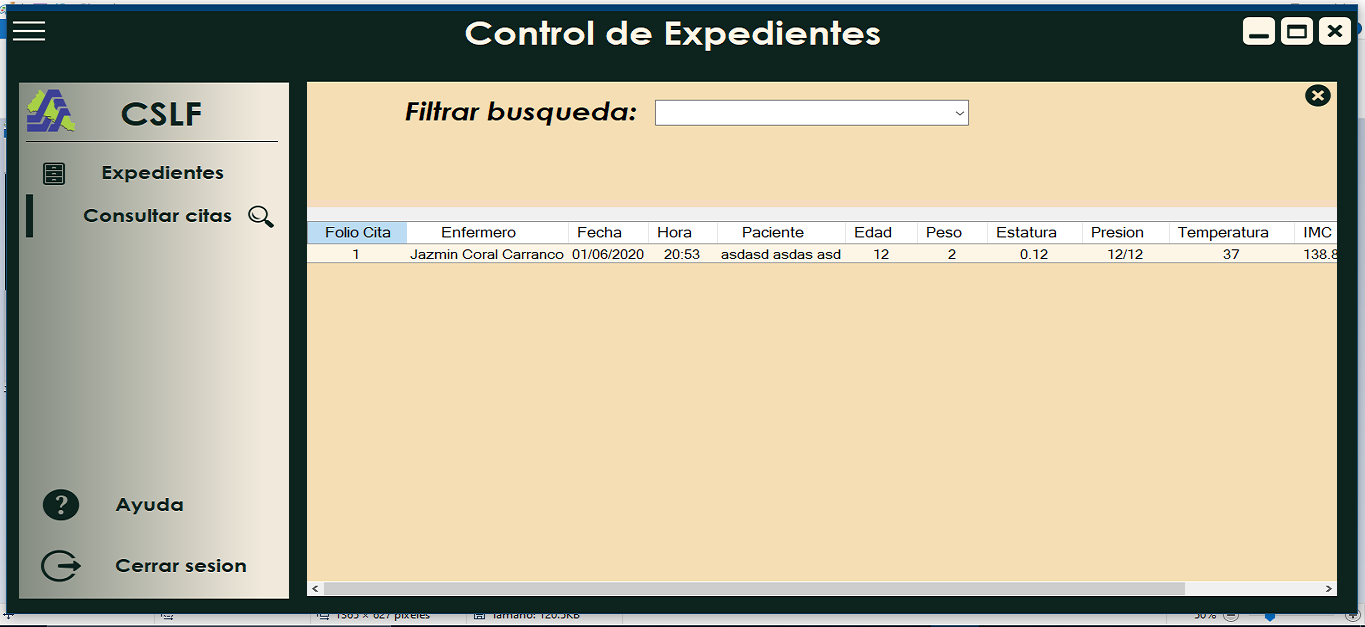 Control de Expedientes
CSLF
Filtrar busqueda:
Expedientes
Consultar citas
Folio Cita Enfermero Fecha Hora Paciente Edad Peso Estatura Presion Temperatura IMC
1 Jazmin Coral Carranco 01/06/2020 20:53 asdasd asdas asd 12 2 0.12 12/12 37 138.8
Ayuda
Cerrar sesion